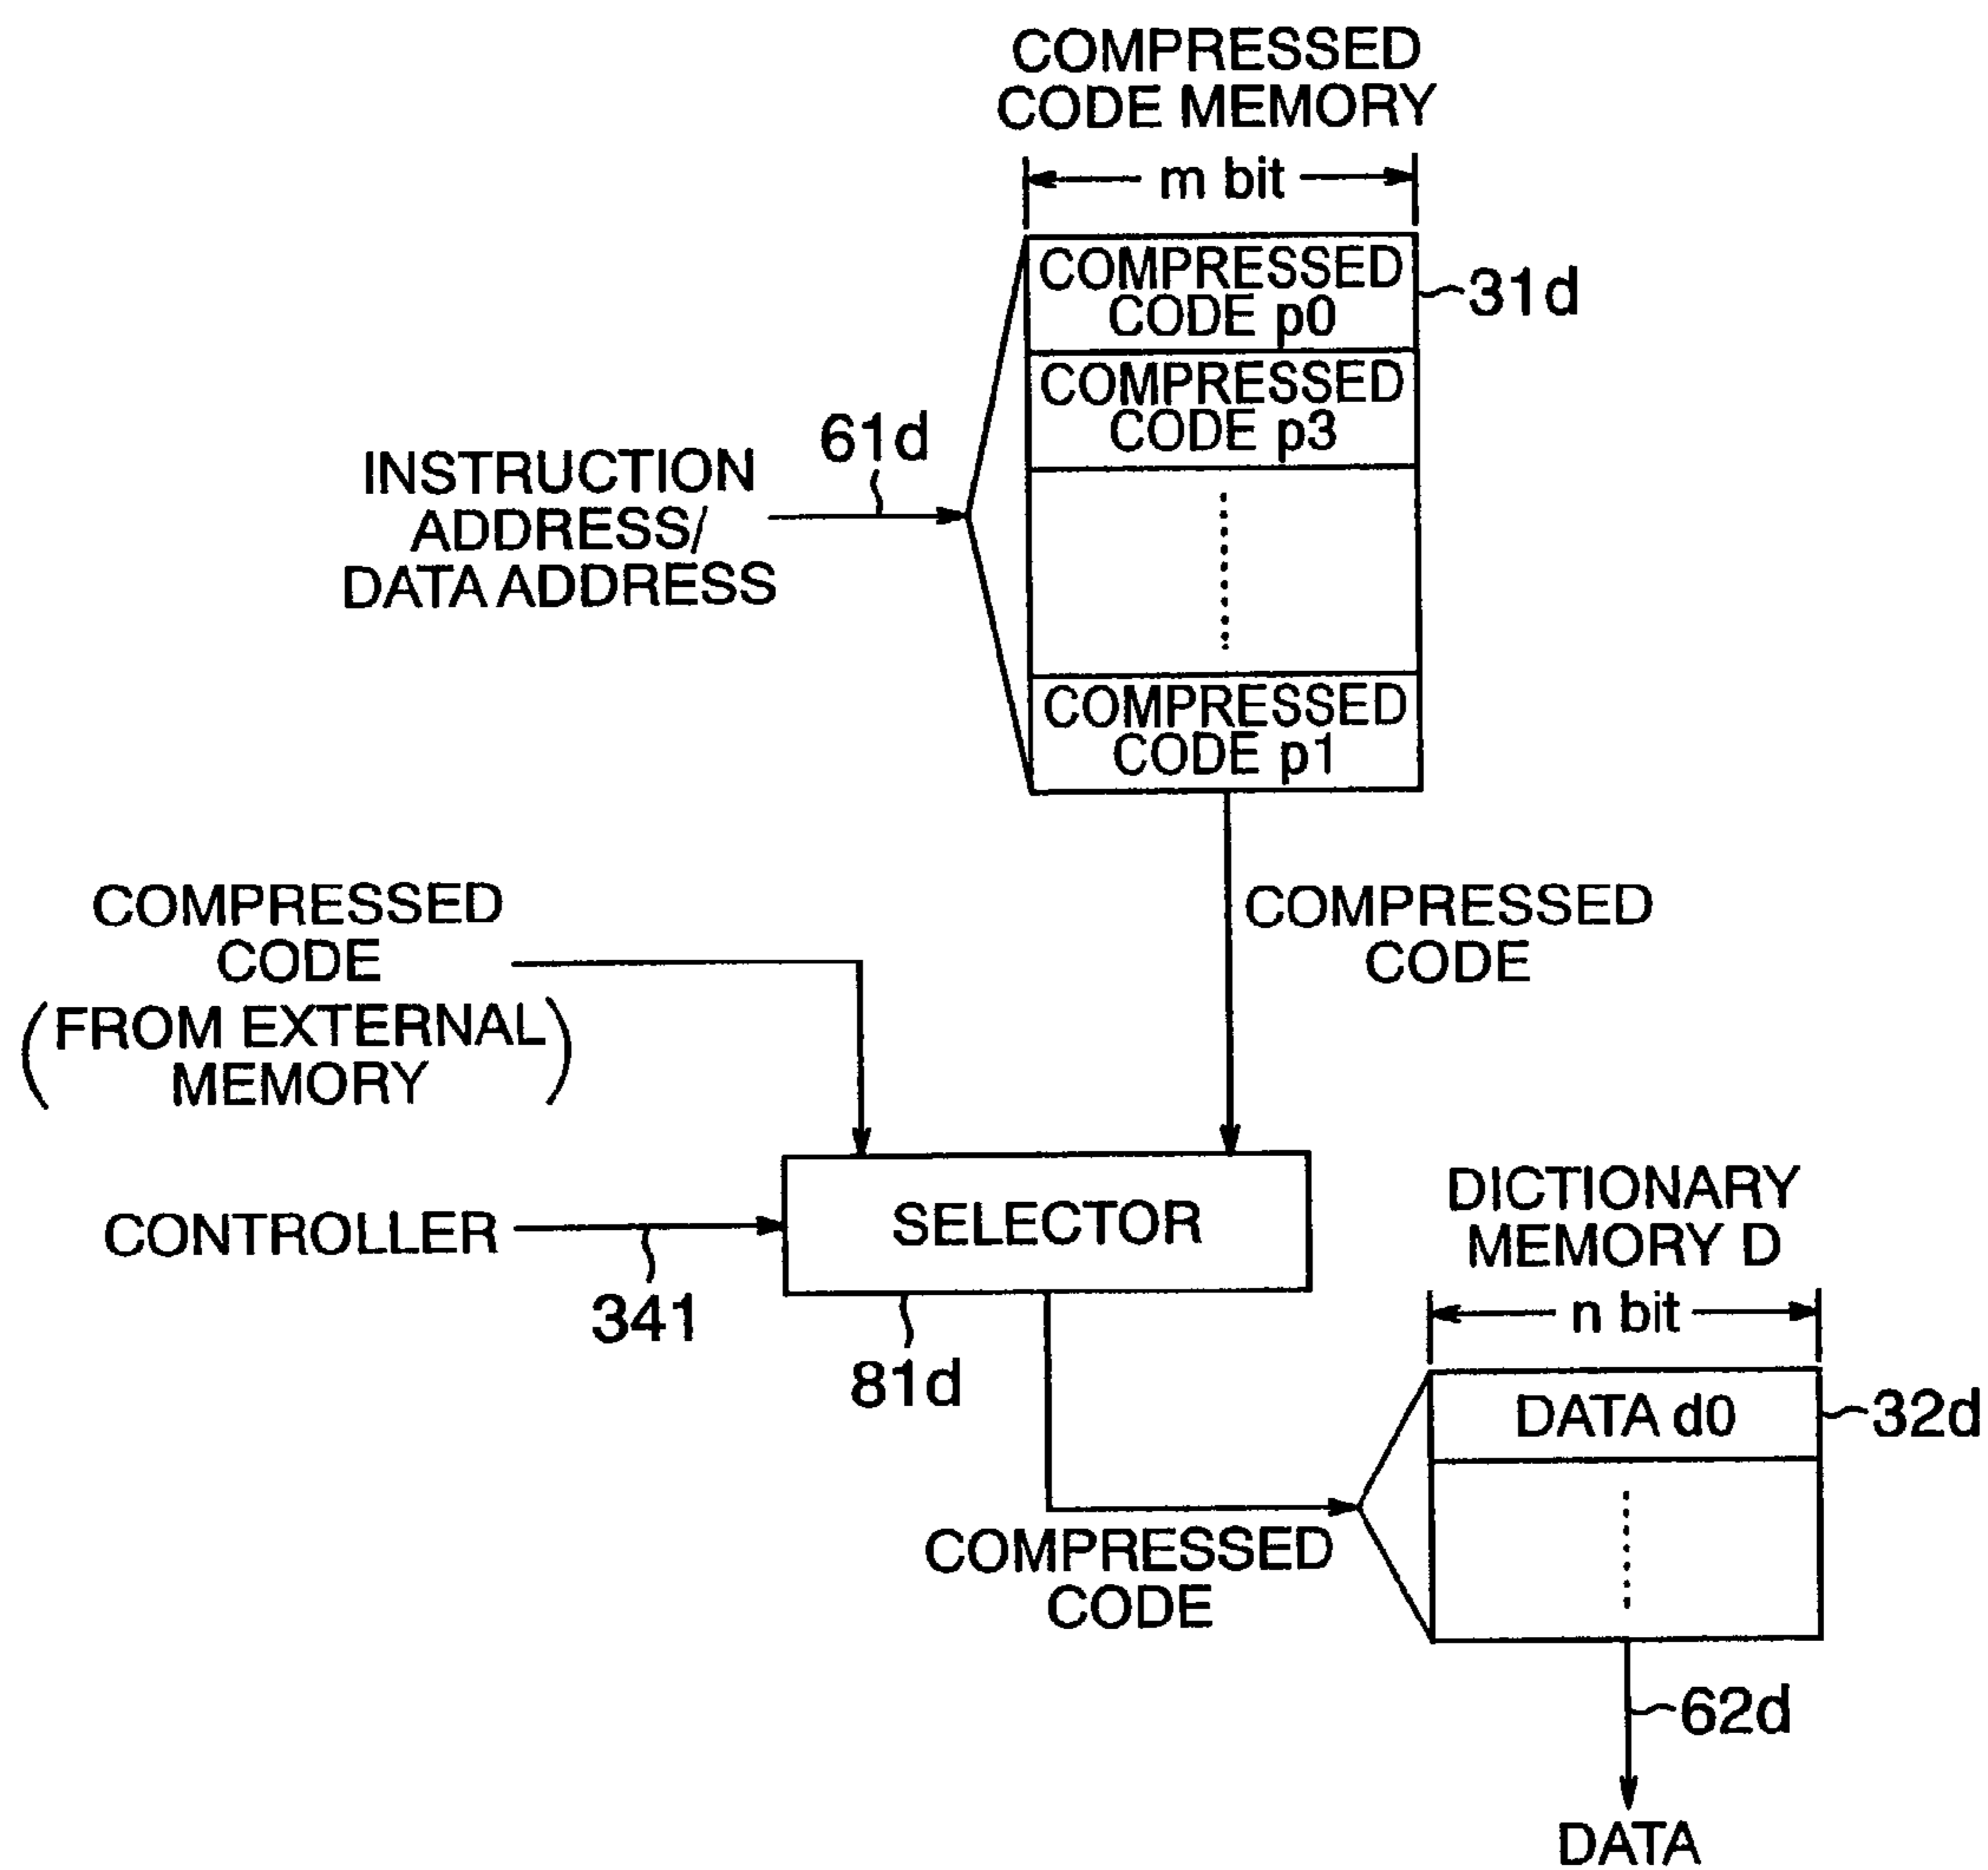 COMPRESSED
CODE MEMORY
m bit
COMPRESSED
CODE p0
31d
COMPRESSED
CODE p3
61d
INSTRUCTION
ADDRESS/
DATA ADDRESS
COMPRESSED
CODE p1
COMPRESSED
CODE
(FROM EXTERNAL
MEMORY)
COMPRESSED
CODE
CONTROLLER
341
SELECTOR
81d
DICTIONARY
MEMORY D
n bit
DATA d0
32d
COMPRESSED
CODE
62d
DATA